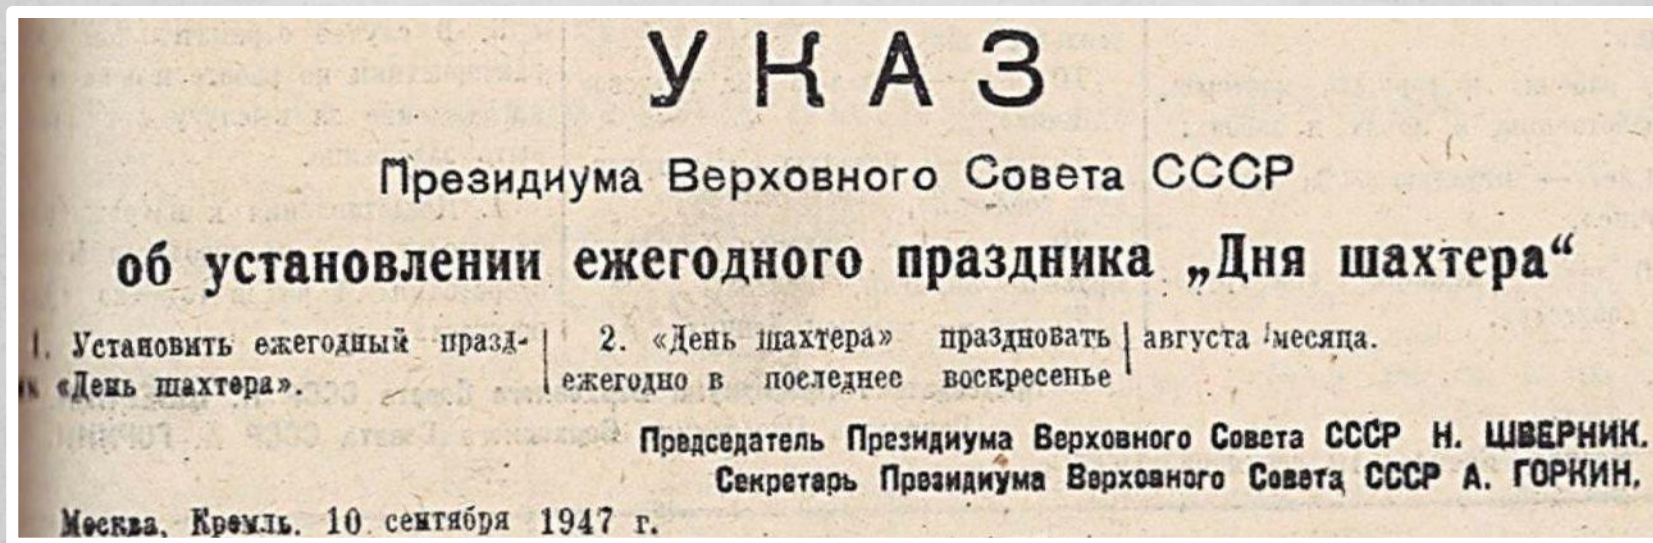 УКАЗ
Президиума Верховного Совета СССР
об установлении ежегодного праздника „Дня шахтера“
1. Установить ежегодный празд-
ик «День шахтера».
2. «День шахтера» праздновать
ежегодно в последнее воскресенье
августа месяца.
Председатель Президиума Верховного Совета СССР Н. ШВЕРНИК.
Секретарь Президиума Верховного Совета СССР А. ГОРКИН.
Москва, Кремль. 10 сентября 1947 г.